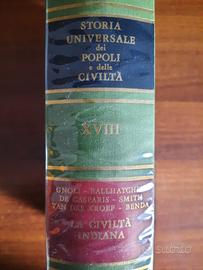 STORIA
UNIVERSALE
dei
POPOLI
e delle
CIVILTÀ
XVIII
GNOLI - BALLHATCHET
DE CASPARIS - SMITH
VAN DER KROEF - BENDA
LA CIVILTÀ
INDIANA
subito